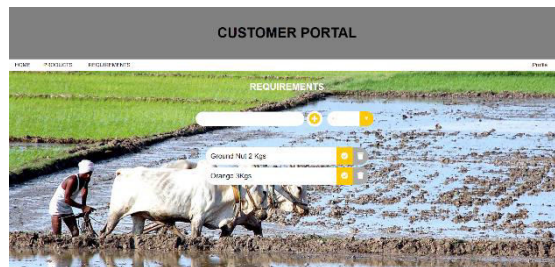 CUSTOMER PORTAL
HOME PRODUCTS REQUIREMENTS Profile
REQUIREMENTS
Ground Nut 2 Kgs
Orange 3Kgs